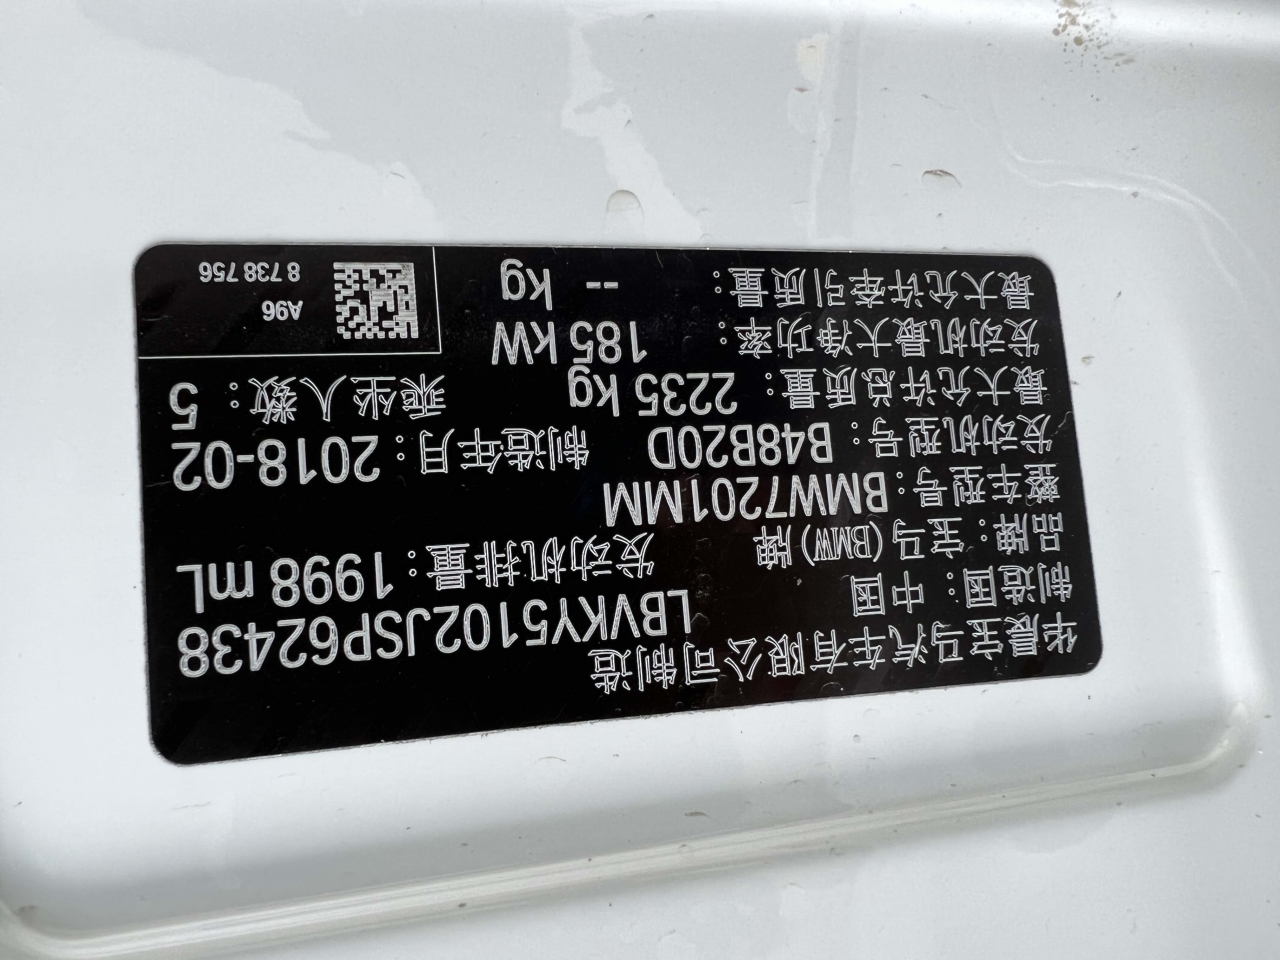 华晨宝马汽车有限公司制造
制造国：中国 LBVKY5102JSP62438
品牌：宝马(BMW)牌 发动机排量：1998 mL
整车型号：BMW7201MM
发动机型号：B48B20D 制造年月：2018-02
最大允许总质量：2235 kg 乘坐人数：5
发动机最大净功率：185 kW
最大允许牵引质量：-- kg
A96
8 738 756